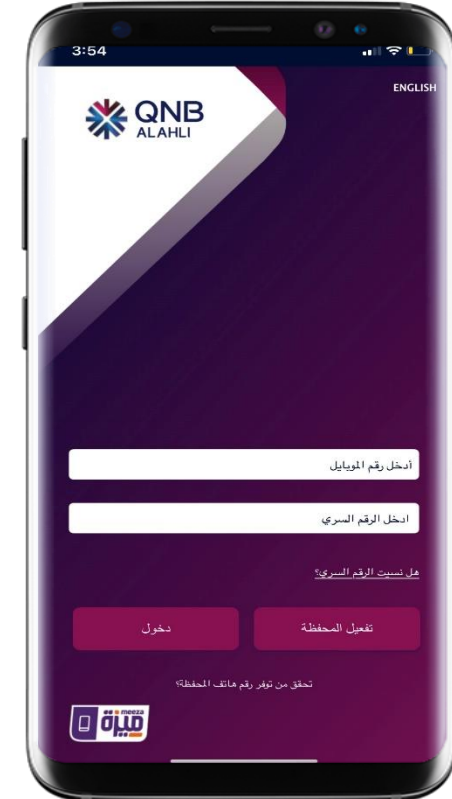 3:54
ENGLISH
QNB
ALAHLI
أدخل رقم الموبايل
ادخل الرقم السري
هل نسيت الرقم السري؟
تفعيل المحفظة
دخول
تحقق من توفر رقم هاتف المحفظة؟
meeza
ميزة